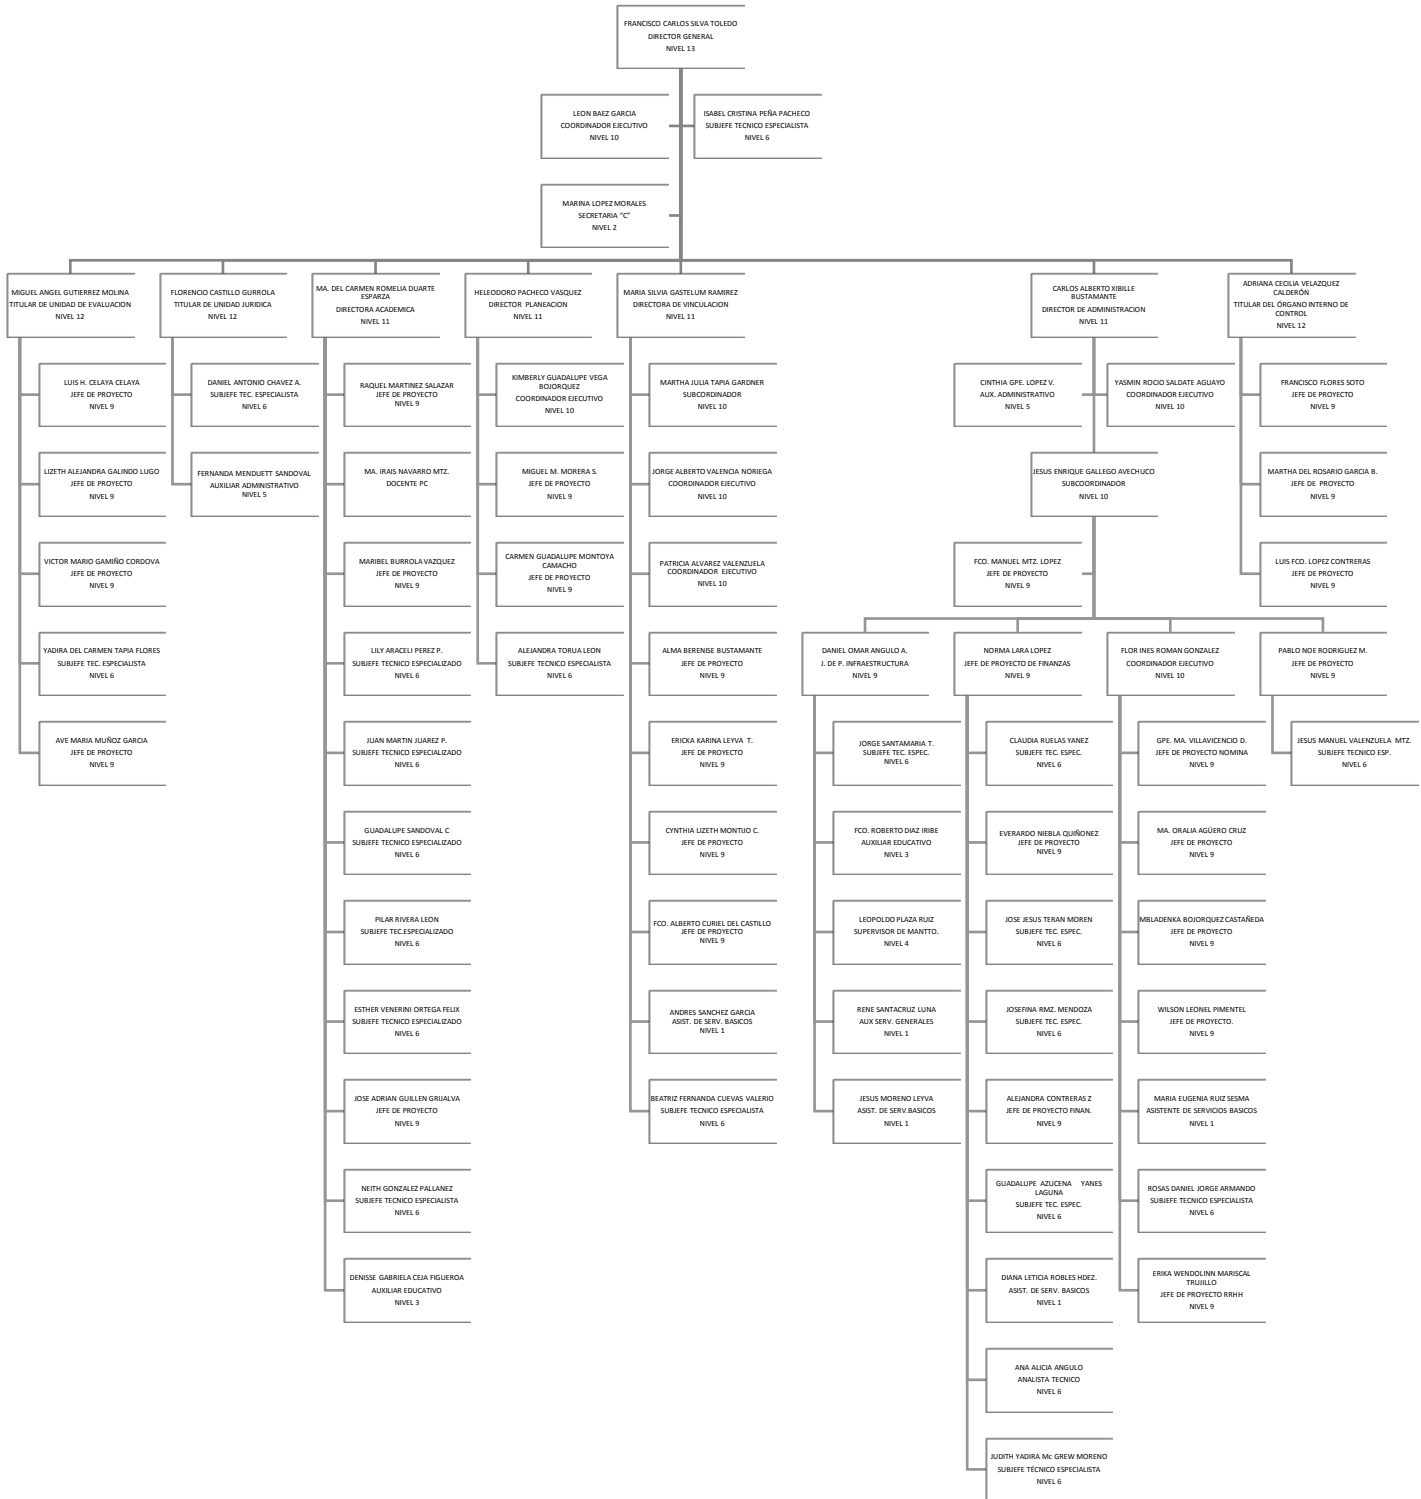 FRANCISCO CARLOS SILVA TOLEDO
DIRECTOR GENERAL
NIVEL 13
LEON BAEZ GARCIA
COORDINADOR EJECUTIVO
NIVEL 10
ISABEL CRISTINA PEÑA PACHECO
SUBJEFE TECNICO ESPECIALISTA
NIVEL 6
MARINA LOPEZ MORALES
SECRETARIA "C"
NIVEL 2
MIGUEL ANGEL GUTIERREZ MOLINA
TITULAR DE UNIDAD DE EVALUACION
NIVEL 12
FLORENCIO CASTILLO GURROLA
TITULAR DE UNIDAD JURIDICA
NIVEL 12
MA. DEL CARMEN ROMELIA DUARTE
ESPARZA
DIRECTORA ACADEMICA
NIVEL 11
HELEODORO PACHECO VASQUEZ
DIRECTOR PLANEACION
NIVEL 11
MARIA SILVIA GASTELUM RAMIREZ
DIRECTORA DE VINCULACION
NIVEL 11
CARLOS ALBERTO XIBILLE
BUSTAMANTE
DIRECTOR DE ADMINISTRACION
NIVEL 11
ADRIANA CECILIA VELAZQUEZ
CALDERÓN
TITULAR DEL ÓRGANO INTERNO DE
CONTROL
NIVEL 12
LUIS H. CELAYA CELAYA
JEFE DE PROYECTO
NIVEL 9
DANIEL ANTONIO CHAVEZ A.
SUBJEFE TEC. ESPECIALISTA
NIVEL 6
RAQUEL MARTINEZ SALAZAR
JEFE DE PROYECTO
NIVEL 9
KIMBERLY GUADALUPE VEGA
BOJORQUEZ
COORDINADOR EJECUTIVO
NIVEL 10
MARTHA JULIA TAPIA GARDNER
SUBCORDINADOR
NIVEL 10
CINTHIA GPE. LOPEZ V.
AUX. ADMINISTRATIVO
NIVEL 5
YASMIN ROCIO SALDATE AGUAYO
COORDINADOR EJECUTIVO
NIVEL 10
FRANCISCO FLORES SOTO
JEFE DE PROYECTO
NIVEL 9
LIZETH ALEJANDRA GALINDO LUGO
JEFE DE PROYECTO
NIVEL 9
FERNANDA MENDUETT SANDOVAL
AUXILIAR ADMINISTRATIVO
NIVEL 5
MA. IRAIS NAVARRO MTZ.
DOCENTE PC
MIGUEL M. MORERA S.
JEFE DE PROYECTO
NIVEL 9
JORGE ALBERTO VALENCIA NORIEGA
COORDINADOR EJECUTIVO
NIVEL 10
JESUS ENRIQUE GALLEGO AVECHUCO
SUBCOORDINADOR
NIVEL 10
MARTHA DEL ROSARIO GARCIA B.
JEFE DE PROYECTO
NIVEL 9
VICTOR MARIO GAMIÑO CORDOVA
JEFE DE PROYECTO
NIVEL 9
MARIBEL BURROLA VAZQUEZ
JEFE DE PROYECTO
NIVEL 9
CARMEN GUADALUPE MONTOYA
CAMACHO
JEFE DE PROYECTO
NIVEL 9
PATRICIA ALVAREZ VALENZUELA
COORDINADOR EJECUTIVO
NIVEL 10
FCO. MANUEL MTZ. LOPEZ
JEFE DE PROYECTO
NIVEL 9
LUIS FCO. LOPEZ CONTRERAS
JEFE DE PROYECTO
NIVEL 9
YADIRA DEL CARMEN TAPIA FLORES
SUBJEFE TEC. ESPECIALISTA
NIVEL 6
LILY ARACELI PEREZ P.
SUBJEFE TECNICO ESPECIALIZADO
NIVEL 6
ALEJANDRA TORUA LEON
SUBJEFE TECNICO ESPECIALISTA
NIVEL 6
ALMA BERENISE BUSTAMANTE
JEFE DE PROYECTO
NIVEL 9
DANIEL OMAR ANGULO A.
J. DE P. INFRAESTRUCTURA
NIVEL 9
NORMA LARA LOPEZ
JEFE DE PROYECTO DE FINANZAS
NIVEL 9
FLOR INES ROMAN GONZALEZ
COORDINADOR EJECUTIVO
NIVEL 10
PABLO NOE RODRIGUEZ M.
JEFE DE PROYECTO
NIVEL 9
AVE MARIA MUÑOZ GARCIA
JEFE DE PROYECTO
NIVEL 9
JUAN MARTIN JUAREZ P.
SUBJEFE TECNICO ESPECIALIZADO
NIVEL 6
ERICKA KARINA LEYVA T.
JEFE DE PROYECTO
NIVEL 9
JORGE SANTAMARIA T.
SUBJEFE TEC. ESPEC.
NIVEL 6
CLAUDIA RUELAS YANEZ
SUBJEFE TEC. ESPEC.
NIVEL 6
GPE. MA. VILLAVICENCIO D.
JEFE DE PROYECTO NOMINA
NIVEL 9
JESUS MANUEL VALENZUELA MTZ.
SUBJEFE TECNICO ESP.
NIVEL 6
GUADALUPE SANDOVAL C
SUBJEFE TECNICO ESPECIALIZADO
NIVEL 6
CYNTHIA LIZETH MONTIJO C.
JEFE DE PROYECTO
NIVEL 9
FCO. ROBERTO DIAZ IRIBE
AUXILIAR EDUCATIVO
NIVEL 3
EVERARDO NIEBLA QUIÑONEZ
JEFE DE PROYECTO
NIVEL 9
MA. ORALIA AGÜERO CRUZ
JEFE DE PROYECTO
NIVEL 9
PILAR RIVERA LEON
SUBJEFE TEC.ESPECIALIZADO
NIVEL 6
FCO. ALBERTO CURIEL DEL CASTILLO
JEFE DE PROYECTO
NIVEL 9
LEOPOLDO PLAZA RUIZ
SUPERVISOR DE MANTTO.
NIVEL 4
JOSE JESUS TERAN MOREN
SUBJEFE TEC. ESPEC.
NIVEL 6
MBLADENKA BOJORQUEZ CASTAÑEDA
JEFE DE PROYECTO
NIVEL 9
ESTHER VENERINI ORTEGA FELIX
SUBJEFE TECNICO ESPECIALIZADO
NIVEL 6
ANDRES SANCHEZ GARCIA
ASIST. DE SERV. BASICOS
NIVEL 1
RENE SANTACRUZ LUNA
AUX SERV. GENERALES
NIVEL 1
JOSEFINA RMZ. MENDOZA
SUBJEFE TEC. ESPEC.
NIVEL 6
WILSON LEONEL PIMENTEL
JEFE DE PROYECTO.
NIVEL 9
JOSE ADRIAN GUILLEN GRIJALVA
JEFE DE PROYECTO
NIVEL 9
BEATRIZ FERNANDA CUEVAS VALERIO
SUBJEFE TECNICO ESPECIALISTA
NIVEL 6
JESUS MORENO LEYVA
ASIST. DE SERV.BASICOS
NIVEL 1
ALEJANDRA CONTRERAS Z
JEFE DE PROYECTO FINAN.
NIVEL 9
MARIA EUGENIA RUIZ SESMA
ASISTENTE DE SERVICIOS BASICOS
NIVEL 1
NEITH GONZALEZ PALLANEZ
SUBJEFE TECNICO ESPECIALISTA
NIVEL 6
GUADALUPE AZUCENA YANES
LAGUNA
SUBJEFE TEC. ESPEC.
NIVEL 6
ROSAS DANIEL JORGE ARMANDO
SUBJEFE TECNICO ESPECIALISTA
NIVEL 6
DENISSE GABRIELA CEJA FIGUEROA
AUXILIAR EDUCATIVO
NIVEL 3
DIANA LETICIA ROBLES HDEZ.
ASIST. DE SERV. BASICOS
NIVEL 1
ERIKA WENDOLINN MARISCAL
TRUJILLO
JEFE DE PROYECTO RRHH
NIVEL 9
ANA ALICIA ANGULO
ANALISTA TECNICO
NIVEL 6
JUDITH YADIRA Mc GREW MORENO
SUBJEFE TÉCNICO ESPECIALISTA
NIVEL 6